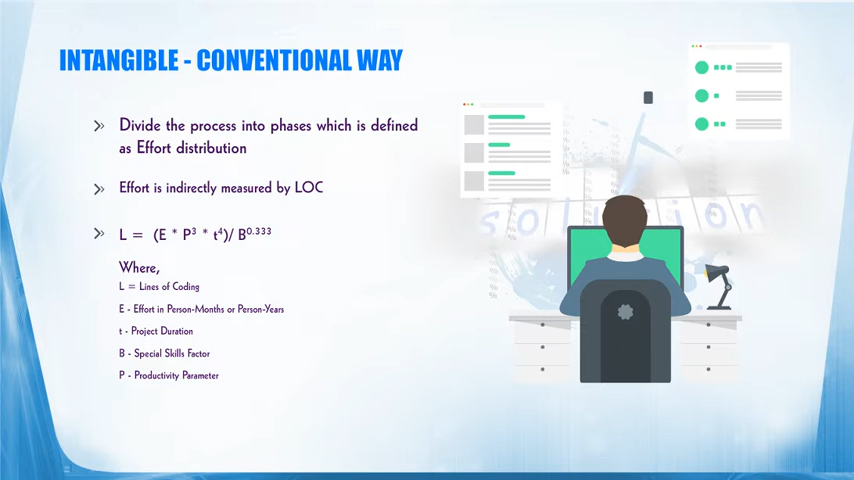 INTANGIBLE - CONVENTIONAL WAY
Divide the process into phases which is defined
as Effort distribution
Effort is indirectly measured by LOC
L = (E * P³ * t⁴)/ B⁰·³³³
Where,
L = Lines of Coding
E - Effort in Person-Months or Person-Years
t - Project Duration
B - Special Skills Factor
P - Productivity Parameter
solution